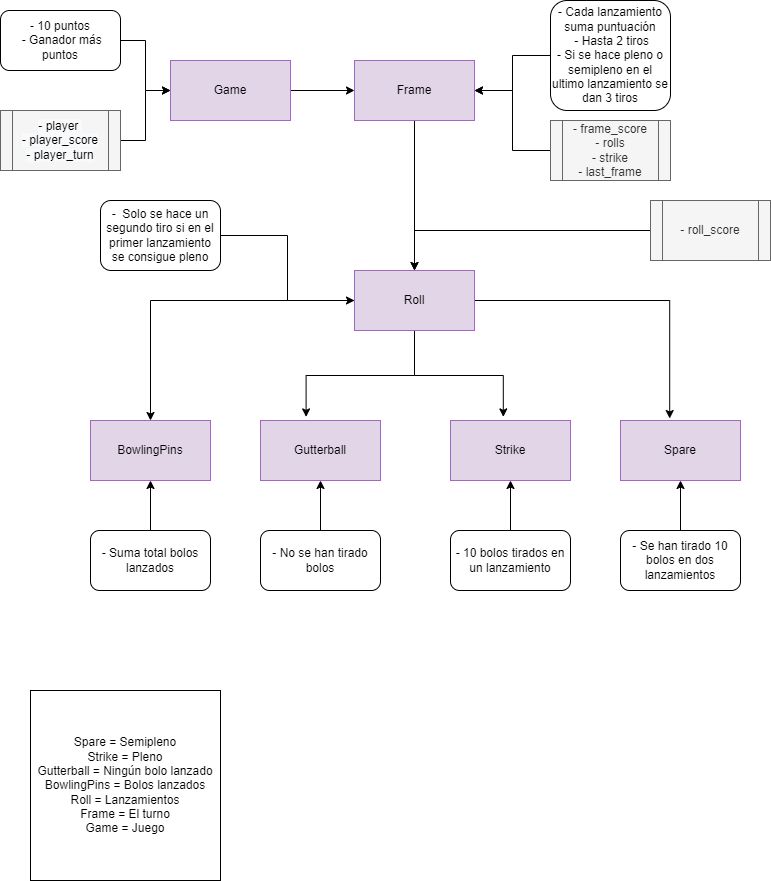 - 10 puntos
- Ganador más
puntos
- player
- player_score
- player_turn
Game
Frame
- Cada lanzamiento
suma puntuación
- Hasta 2 tiros
- Si se hace pleno o
semipleno en el
ultimo lanzamiento se
dan 3 tiros
- frame_score
- rolls
- strike
- last_frame
- Solo se hace un
segundo tiro si en el
primer lanzamiento
se consigue pleno
- roll_score
Roll
BowlingPins
Gutterball
Strike
Spare
- Suma total bolos
lanzados
- No se han tirado
bolos
- 10 bolos tirados en
un lanzamiento
- Se han tirado 10
bolos en dos
lanzamientos
Spare = Semipleno
Strike = Pleno
Gutterball = Ningún bolo lanzado
BowlingPins = Bolos lanzados
Roll = Lanzamientos
Frame = El turno
Game = Juego